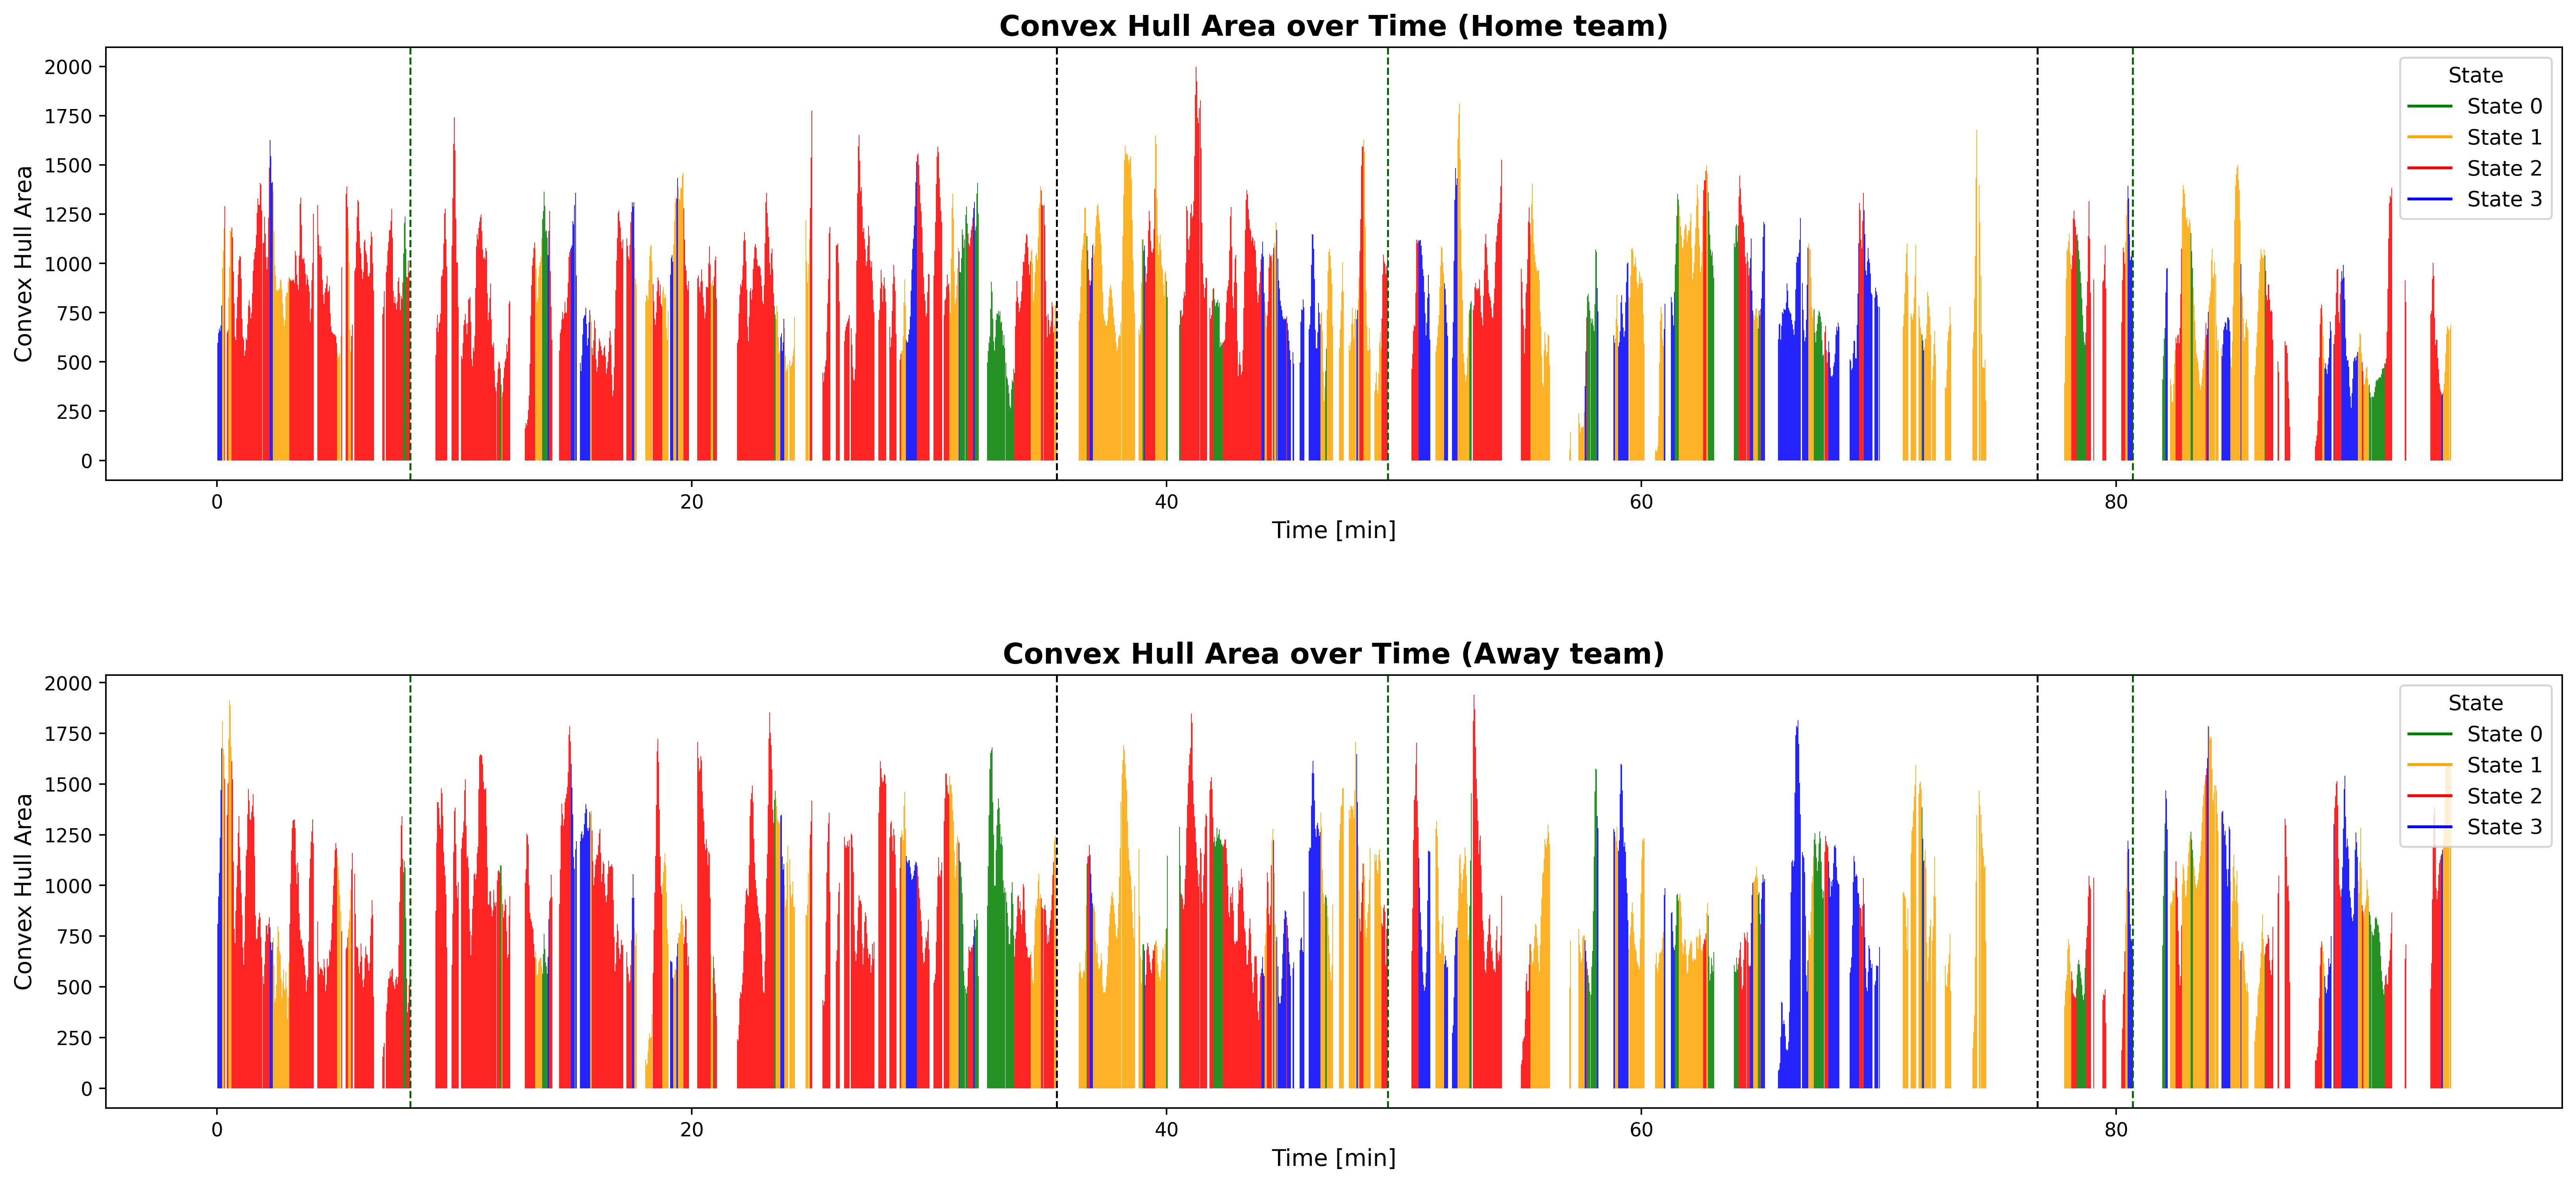 Convex Hull Area over Time (Home team)
Convex Hull Area
2000
1750
1500
1250
1000
750
500
250
0
State
State 0
State 1
State 2
State 3
0 20 40 60 80
Time [min]
Convex Hull Area over Time (Away team)
Convex Hull Area
2000
1750
1500
1250
1000
750
500
250
0
State
State 0
State 1
State 2
State 3
0 20 40 60 80
Time [min]